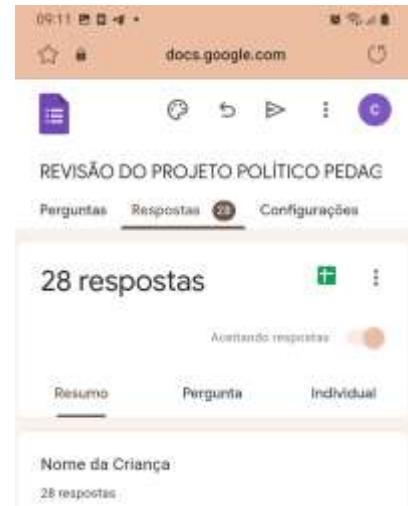 09:11
docs.google.com
C
REVISÃO DO PROJETO POLÍTICO PEDAG
Perguntas Respostas 28 Configurações
28 respostas
Aceitando respostas
Resumo Pergunta Individual
Nome da Criança
28 respostas